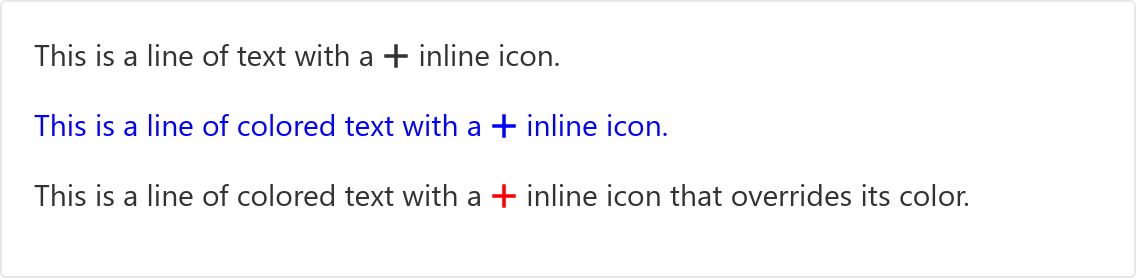 This is a line of text with a + inline icon.
This is a line of colored text with a + inline icon.
This is a line of colored text with a + inline icon that overrides its color.